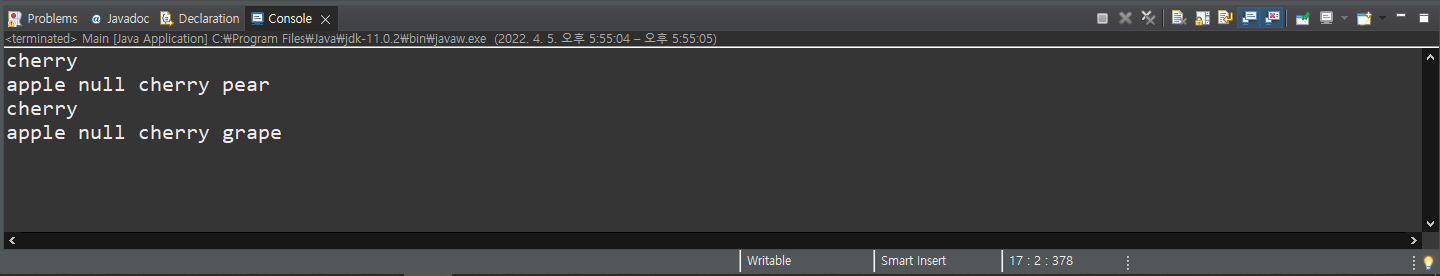 Problems @ Javadoc Declaration Console
<terminated> Main [Java Application] C:₩Program Files₩Java₩jdk-11.0.2₩bin₩javaw.exe (2022. 4. 5. 오후 5:55:04 – 오후 5:55:05)
cherry
apple null cherry pear
cherry
apple null cherry grape
Writable Smart Insert 17 : 2 : 378